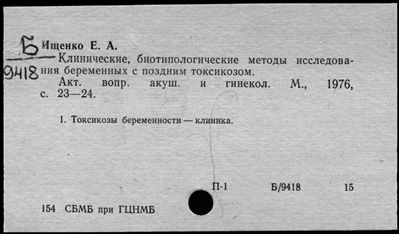 Б
9418
Ищенко Е. А.
Клинические, биотипологические методы исследова-
ния беременных с поздним токсикозом.
Акт. вопр. акуш. и гинекол. М., 1976,
с. 23—24.
1. Токсикозы беременности — клиника.
П-1 Б/9418 15
154 СБМБ при ГЦНМБ